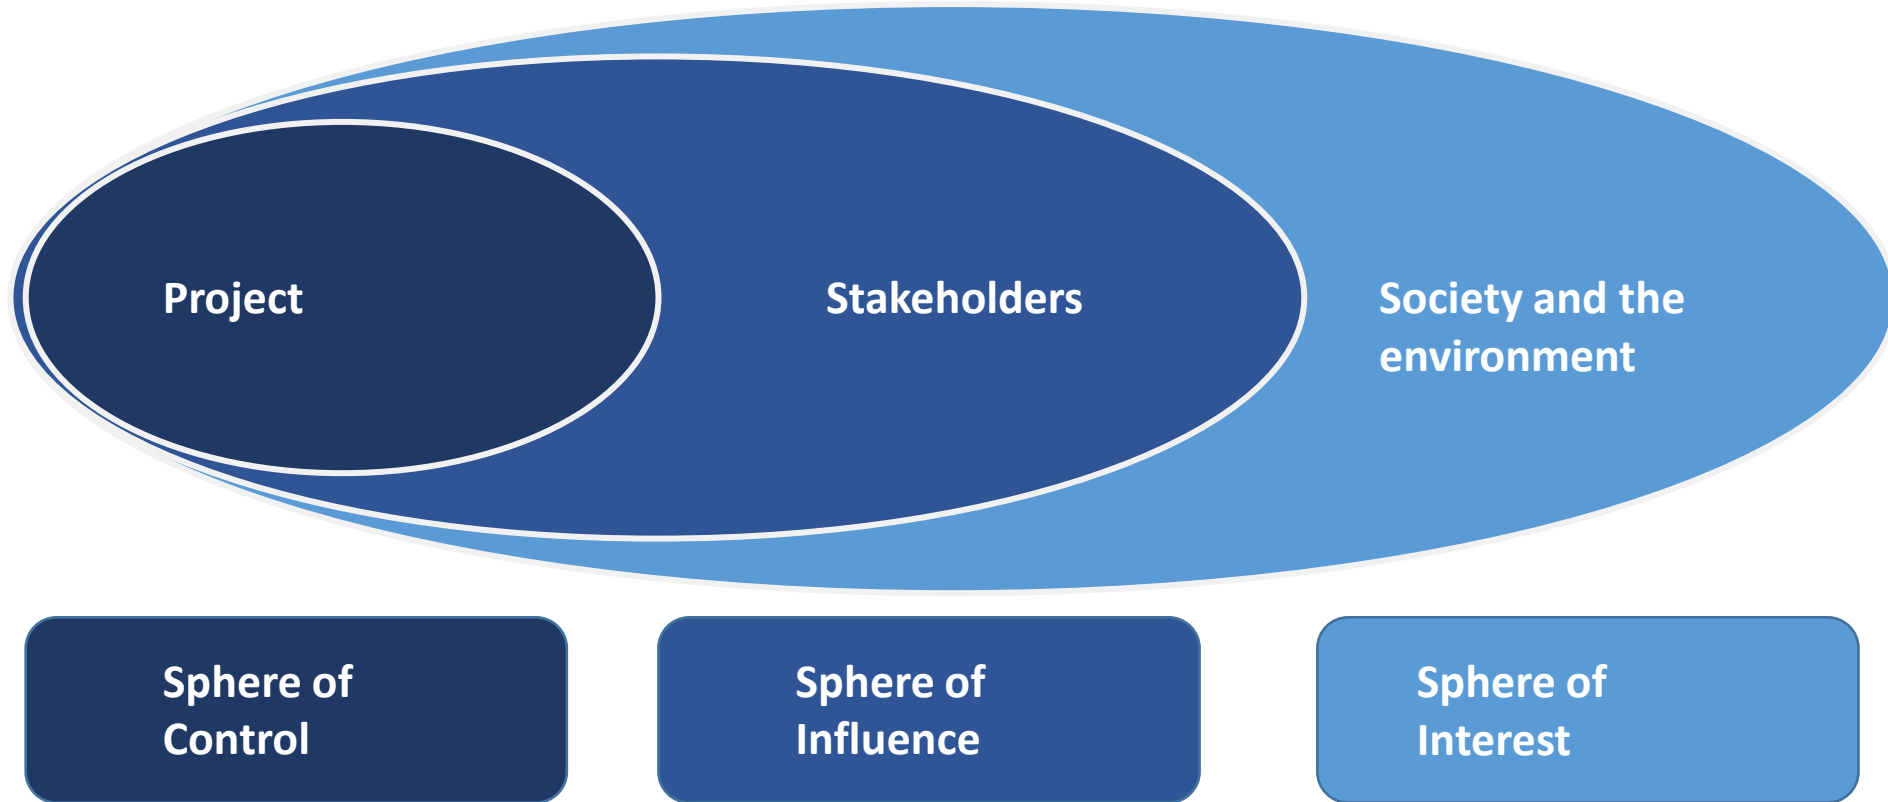 Project
Stakeholders
Society and the
environment
Sphere of
Control
Sphere of
Influence
Sphere of
Interest